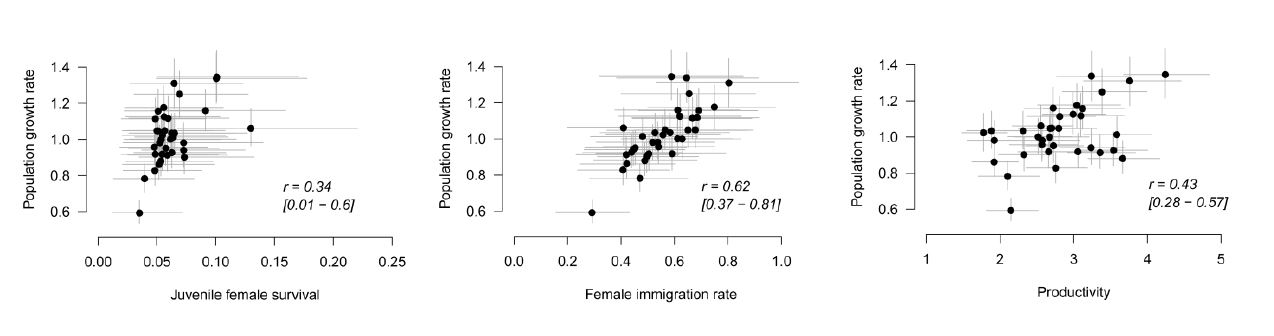 Population growth rate
1.4
1.2
1.0
0.8
0.6
r = 0.34
[0.01 − 0.6]
0.00 0.05 0.10 0.15 0.20 0.25
Juvenile female survival
Population growth rate
1.4
1.2
1.0
0.8
0.6
r = 0.62
[0.37 − 0.81]
0.0 0.2 0.4 0.6 0.8 1.0
Female immigration rate
Population growth rate
1.4
1.2
1.0
0.8
0.6
r = 0.43
[0.28 − 0.57]
1 2 3 4 5
Productivity